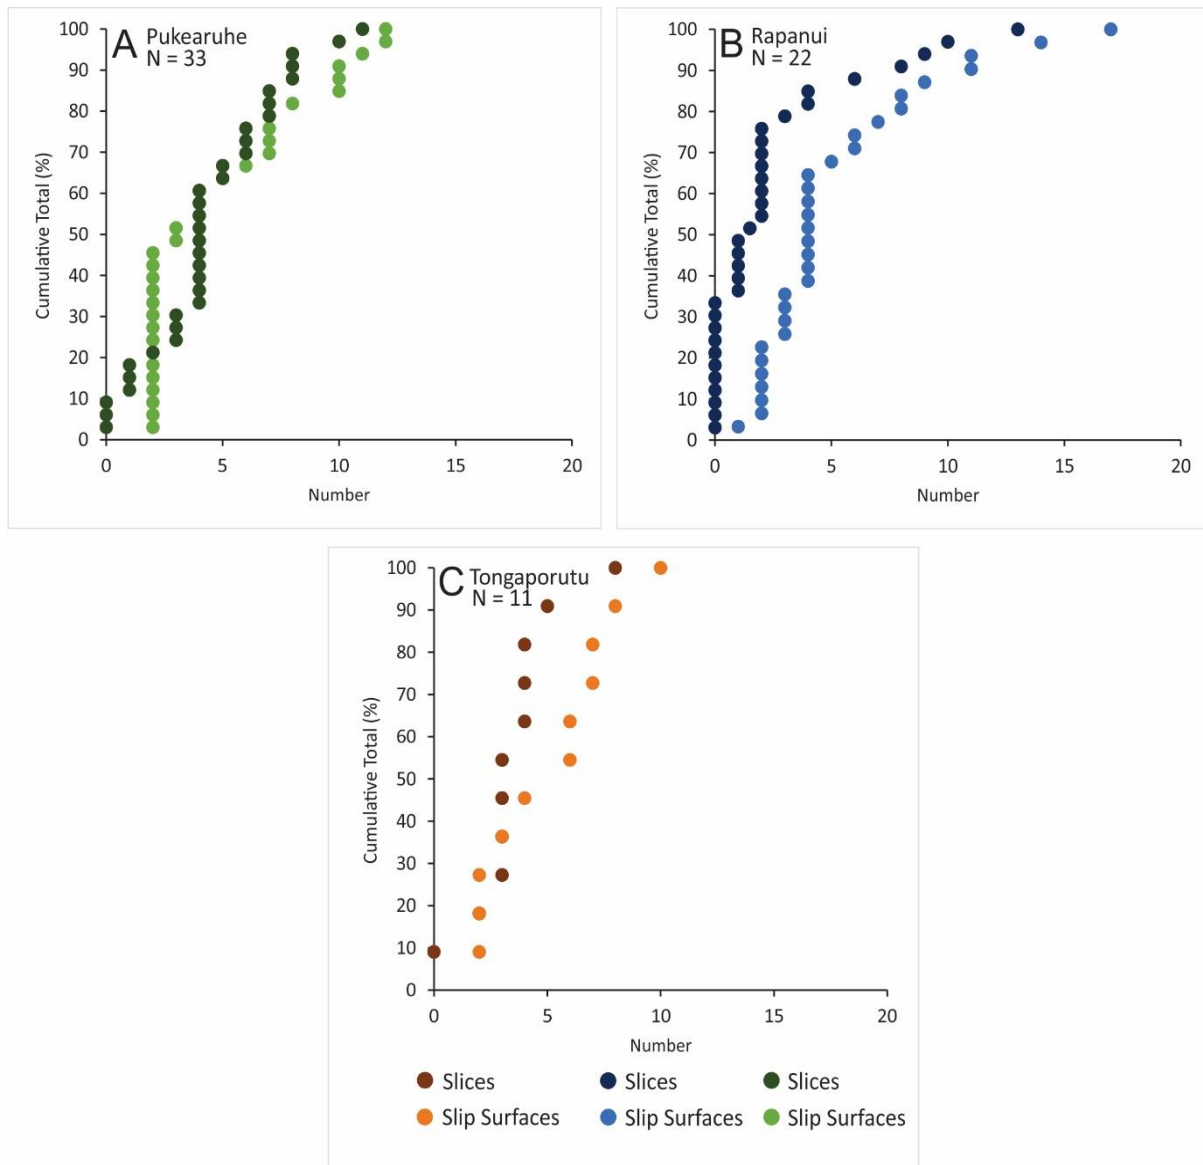 A Pukearuhe
N = 33
100
90
80
70
60
50
40
30
20
10
0
Cumulative Total (%)
0 5 10 15 20
Number
B Rapanui
N = 22
100
90
80
70
60
50
40
30
20
10
0
Cumulative Total (%)
0 5 10 15 20
Number
C Tongaporutu
N = 11
100
90
80
70
60
50
40
30
20
10
0
Cumulative Total (%)
0 5 10 15 20
Number
Slices Slices Slices
Slip Surfaces Slip Surfaces Slip Surfaces